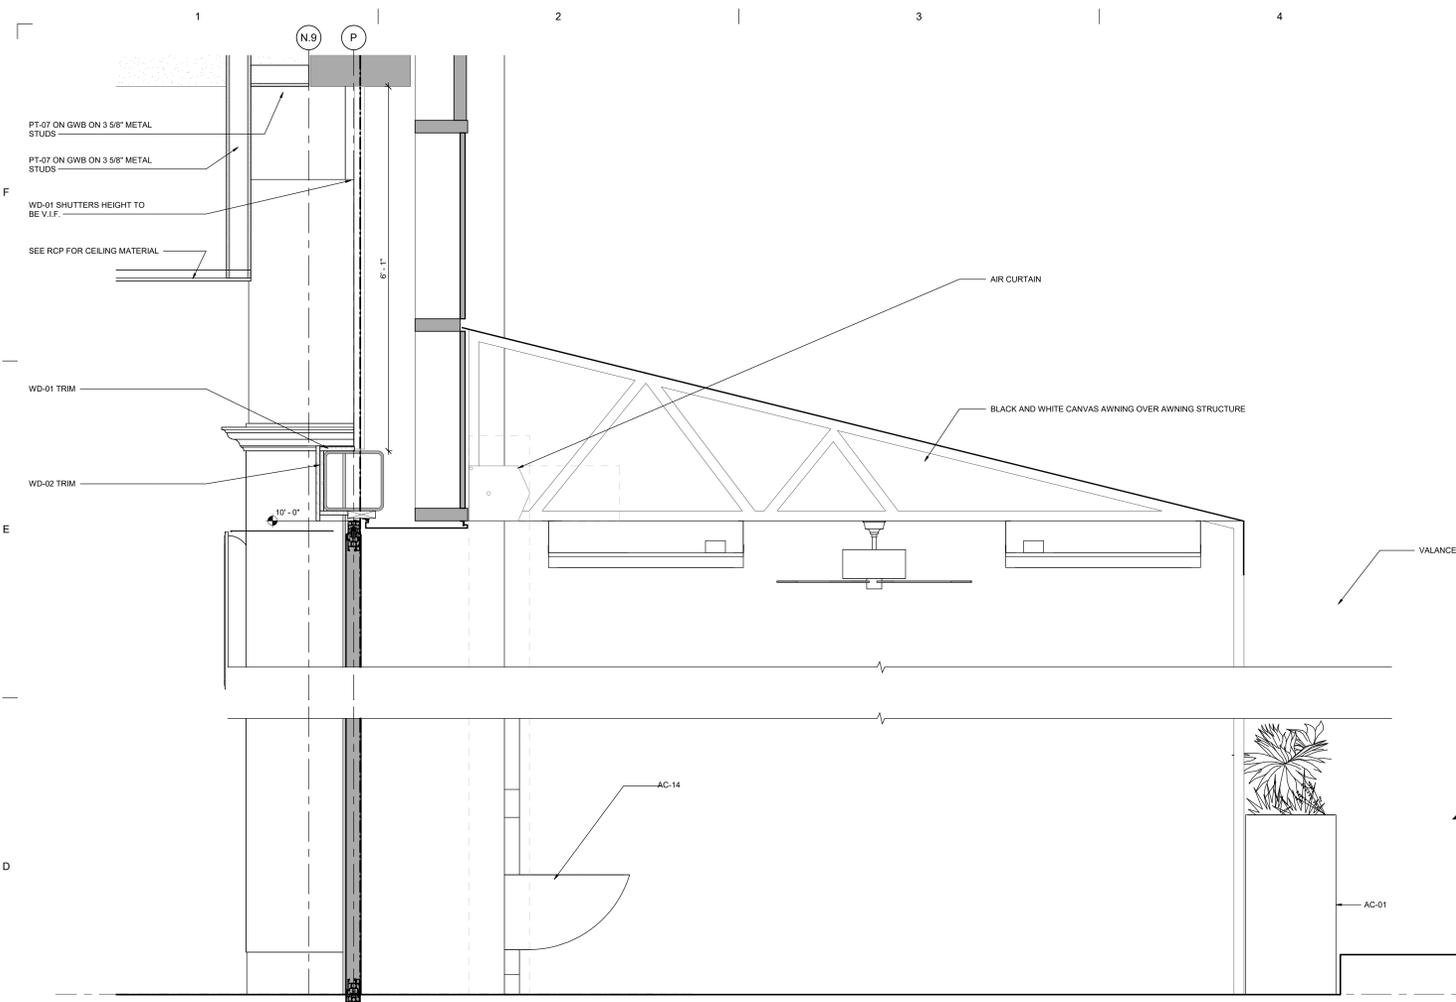 1
2
3
4
N.9
P
PT-07 ON GWB ON 3 5/8" METAL
STUDS
PT-07 ON GWB ON 3 5/8" METAL
STUDS
F
WD-01 SHUTTERS HEIGHT TO
BE V.I.F.
SEE RCP FOR CEILING MATERIAL
6' - 1"
AIR CURTAIN
WD-01 TRIM
BLACK AND WHITE CANVAS AWNING OVER AWNING STRUCTURE
WD-02 TRIM
10' - 0"
E
VALANCE
AC-14
D
AC-01